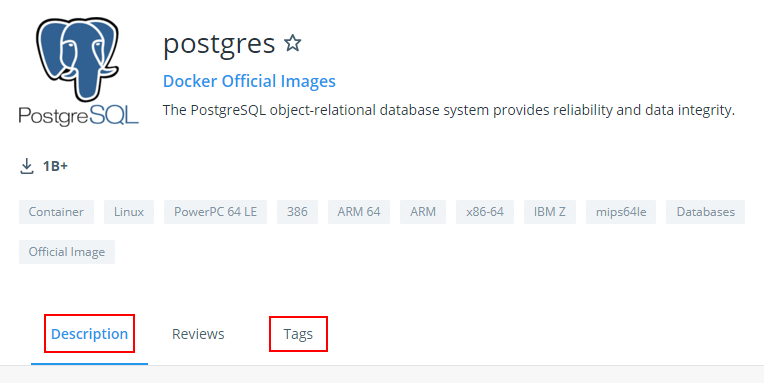 postgres
Docker Official Images
PostgreSQL
The PostgreSQL object-relational database system provides reliability and data integrity.
1B+
Container Linux PowerPC 64 LE 386 ARM 64 ARM x86-64 IBM Z mips64le Databases
Official Image
Description Reviews Tags